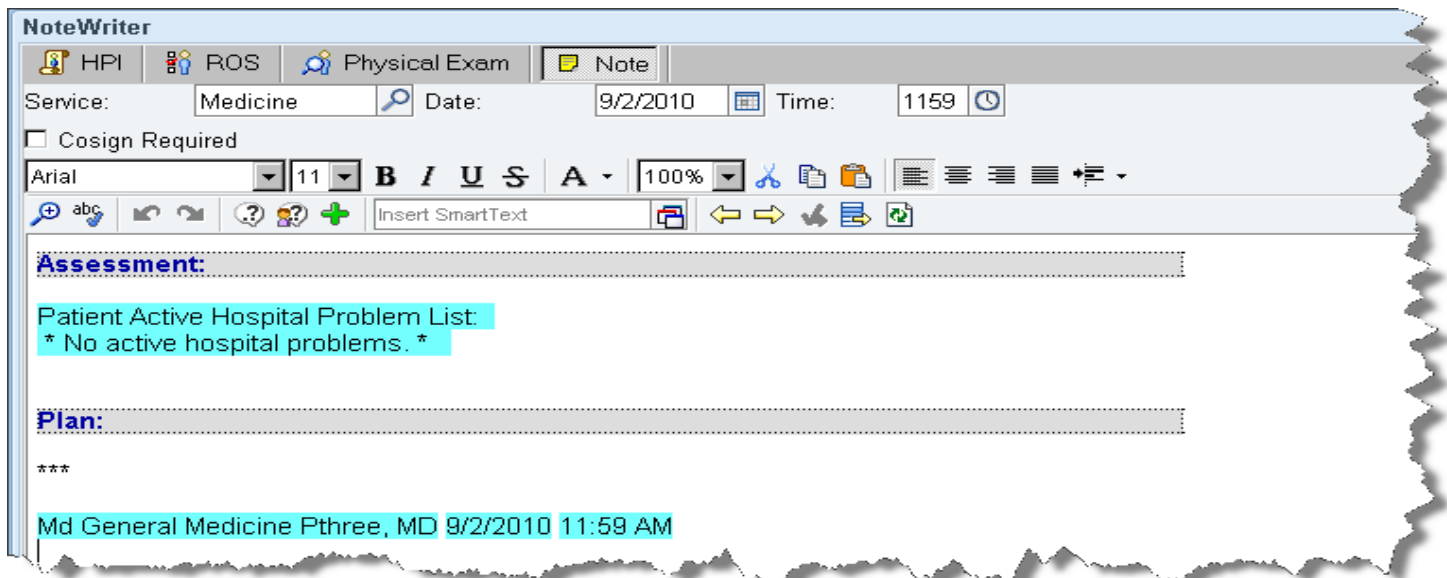 NoteWriter
HPI ROS Physical Exam Note
Service: Medicine Date: 9/2/2010 Time: 1159
Cosign Required
Arial 11 B I U S A 100%
abc Insert SmartText
Assessment:
Patient Active Hospital Problem List:
* No active hospital problems. *
Plan:
***
Md General Medicine Pthree, MD 9/2/2010 11:59 AM